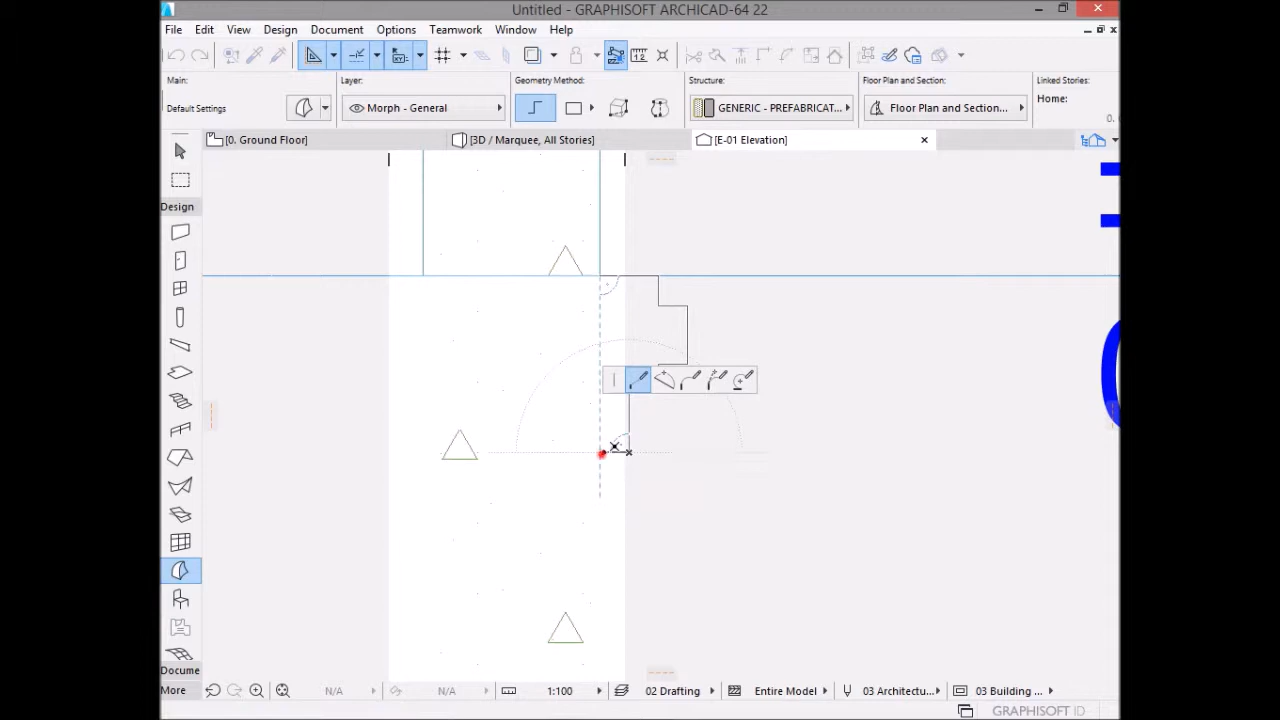 Untitled - GRAPHISOFT ARCHICAD-64 22
File Edit View Design Document Options Teamwork Window Help
Main: Layer: Geometry Method: Structure: Floor Plan and Section: Linked Stories:
Default Settings Morph - General GENERIC - PREFABRICAT... Floor Plan and Section... Home:
0.
[0. Ground Floor] [3D / Marquee, All Stories] [E-01 Elevation]
Design
Docume
More N/A N/A 1:100 02 Drafting Entire Model 03 Architectu... 03 Building ...
GRAPHISOFT ID